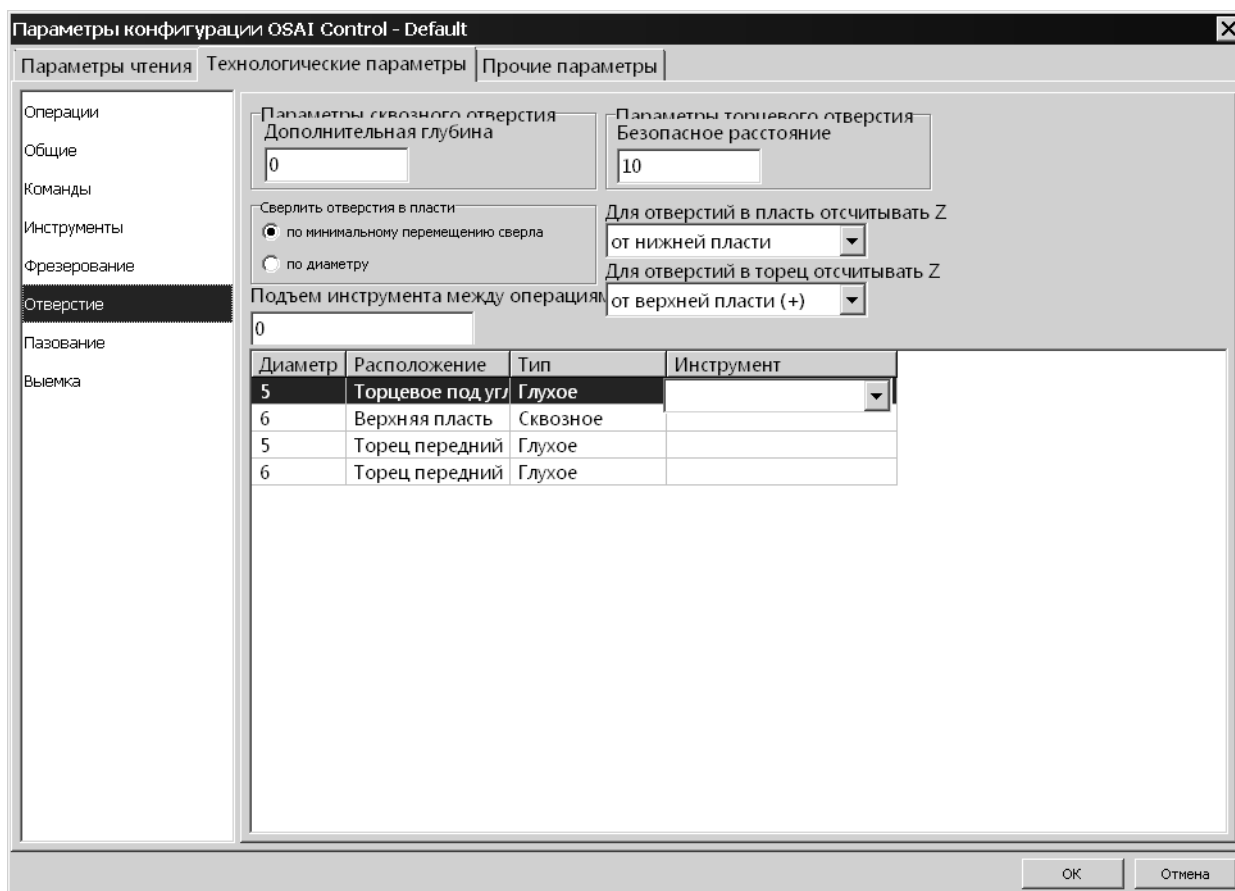 Параметры конфигурации OSAI Control - Default
Параметры чтения Технологические параметры Прочие параметры
Операции
Общие
Команды
Инструменты
Фрезерование
Отверстие
Пазование
Выемка
Параметры сквозного отверстия
Дополнительная глубина
0
Параметры торцевого отверстия
Безопасное расстояние
10
Сверлить отверстия в пласти
по минимальному перемещению сверла
по диаметру
Для отверстий в пласть отсчитывать Z
от нижней пласти
Для отверстий в торец отсчитывать Z
от верхней пласти (+)
Подъем инструмента между операциям
0
Диаметр Расположение Тип Инструмент
5 Торцевое под угл Глухое
6 Верхняя пласть Сквозное
5 Торец передний Глухое
6 Торец передний Глухое
OK Отмена